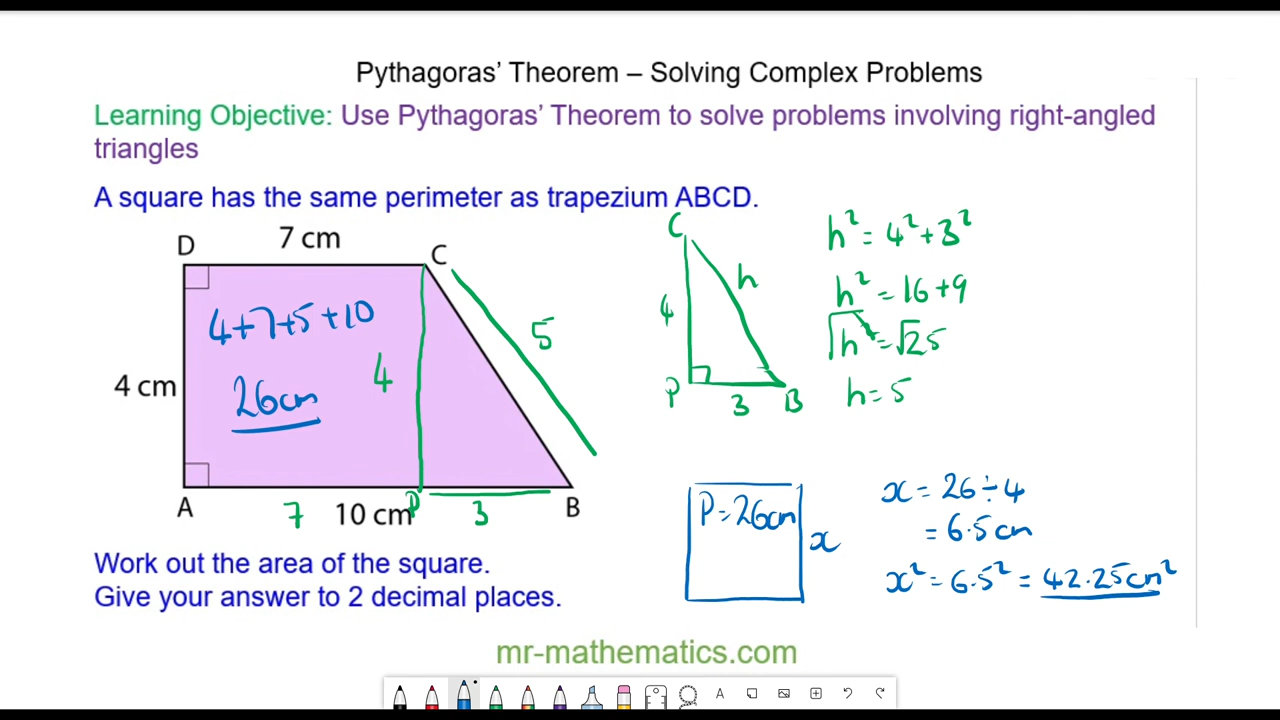 Pythagoras' Theorem – Solving Complex Problems
Learning Objective: Use Pythagoras' Theorem to solve problems involving right-angled
triangles
A square has the same perimeter as trapezium ABCD.
D
7 cm
C
4+7+5+10
26cm
4 cm
4
5
A
7
10 cm
P
3
B
C
4
h
P
3
B
h² = 4² + 3²
h² = 16 + 9
√h² = √25
h = 5
P = 26cm
x
x = 26 ÷ 4
= 6.5 cm
x² = 6.5² = 42.25cm²
Work out the area of the square.
Give your answer to 2 decimal places.
mr-mathematics.com
A